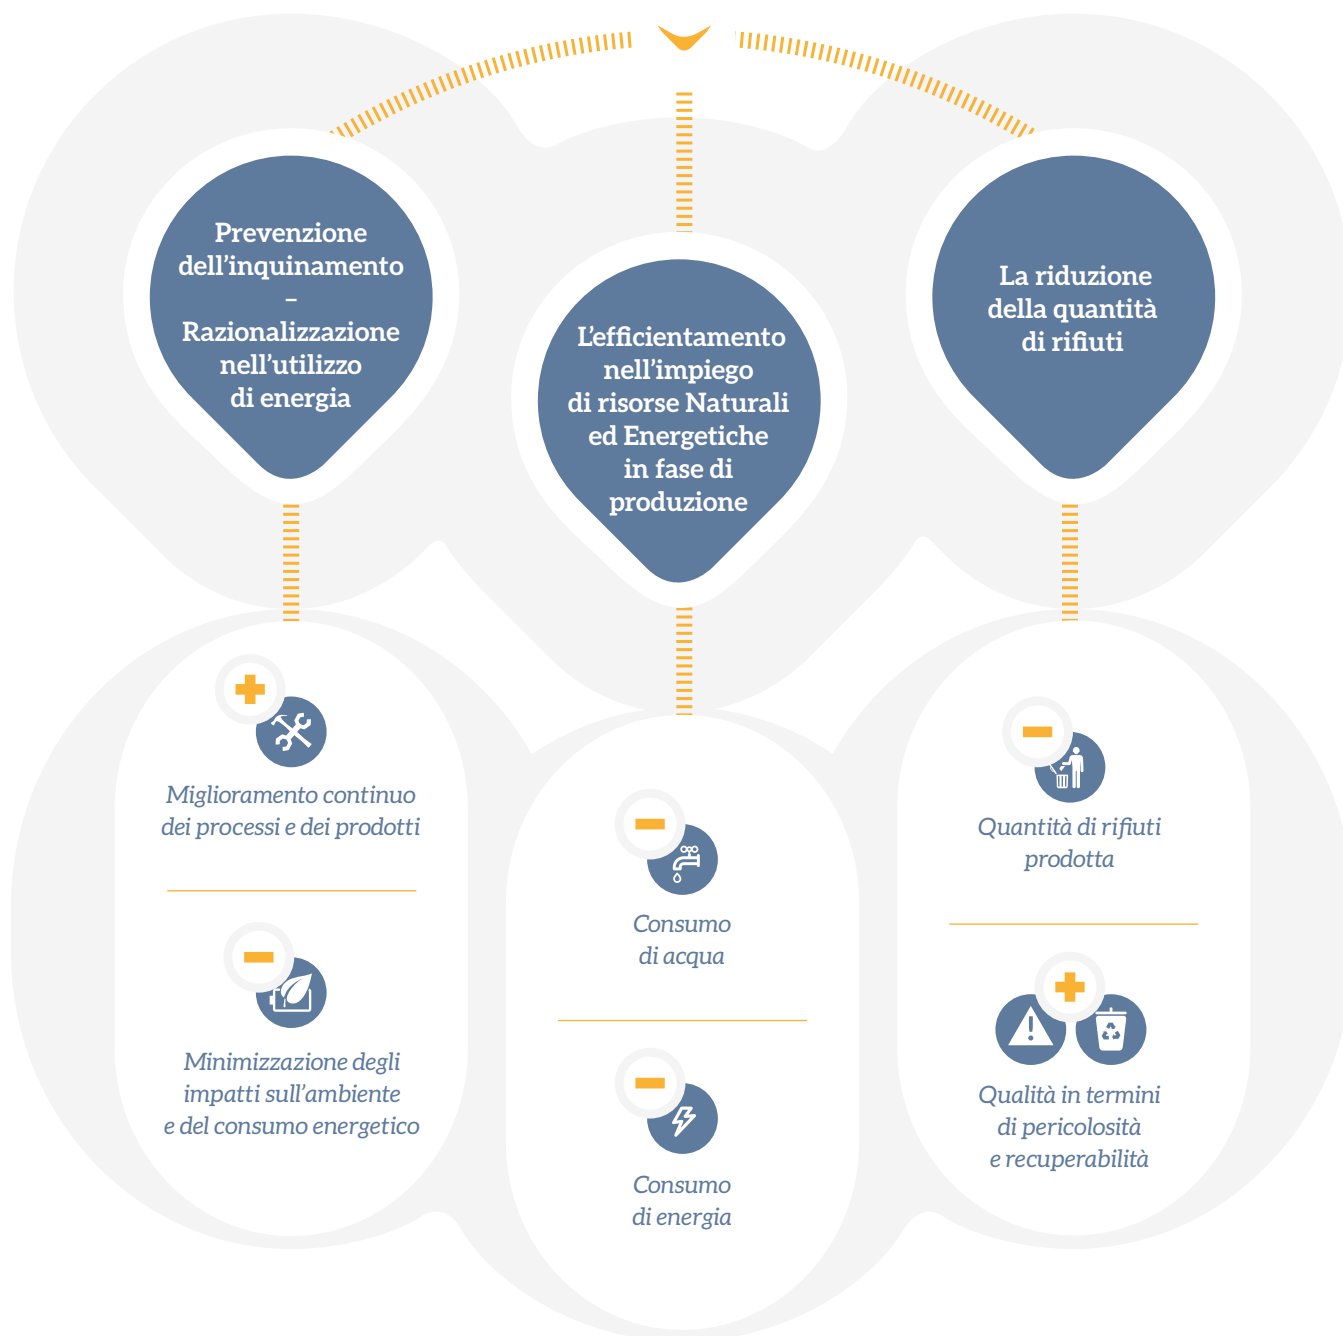 Prevenzione
dell’inquinamento
–
Razionalizzazione
nell’utilizzo
di energia
L’efficientamento
nell’impiego
di risorse Naturali
ed Energetiche
in fase di
produzione
La riduzione
della quantità
di rifiuti
Miglioramento continuo
dei processi e dei prodotti
Minimizzazione degli
impatti sull’ambiente
e del consumo energetico
Consumo
di acqua
Consumo
di energia
Quantità di rifiuti
prodotta
Qualità in termini
di pericolosità
e recuperabilità